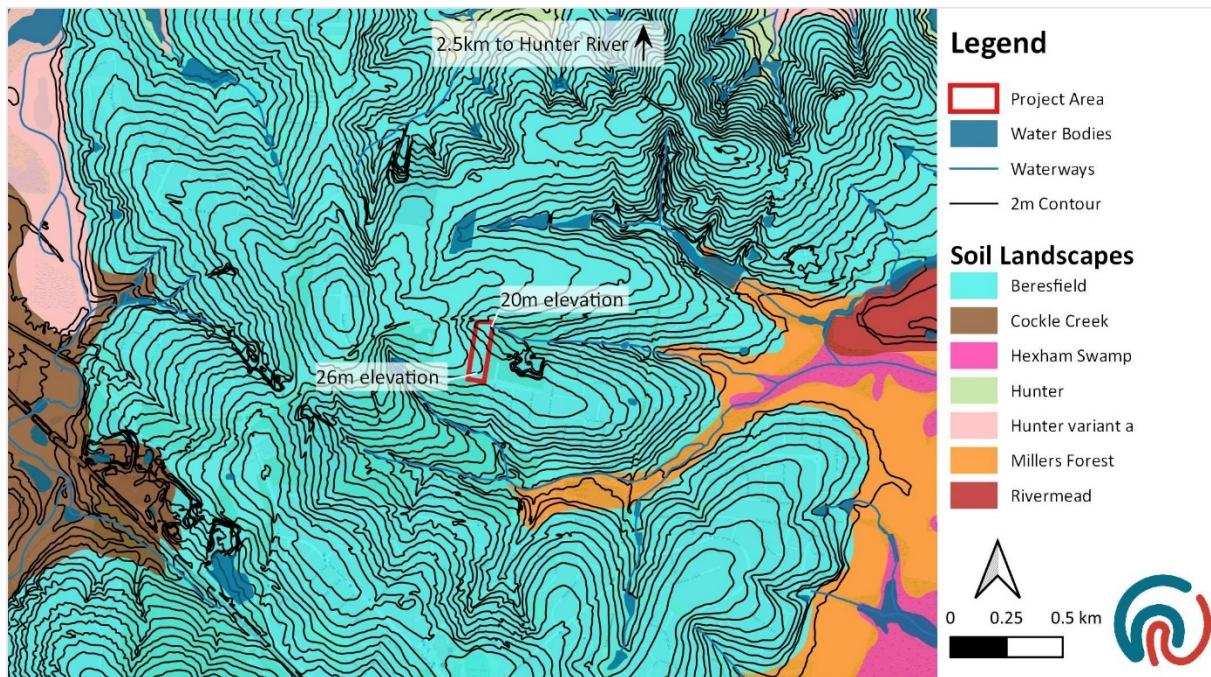 2.5km to Hunter River
20m elevation
26m elevation
Legend
Project Area
Water Bodies
Waterways
2m Contour
Soil Landscapes
Beresfield
Cockle Creek
Hexham Swamp
Hunter
Hunter variant a
Millers Forest
Rivermead
0 0.25 0.5 km